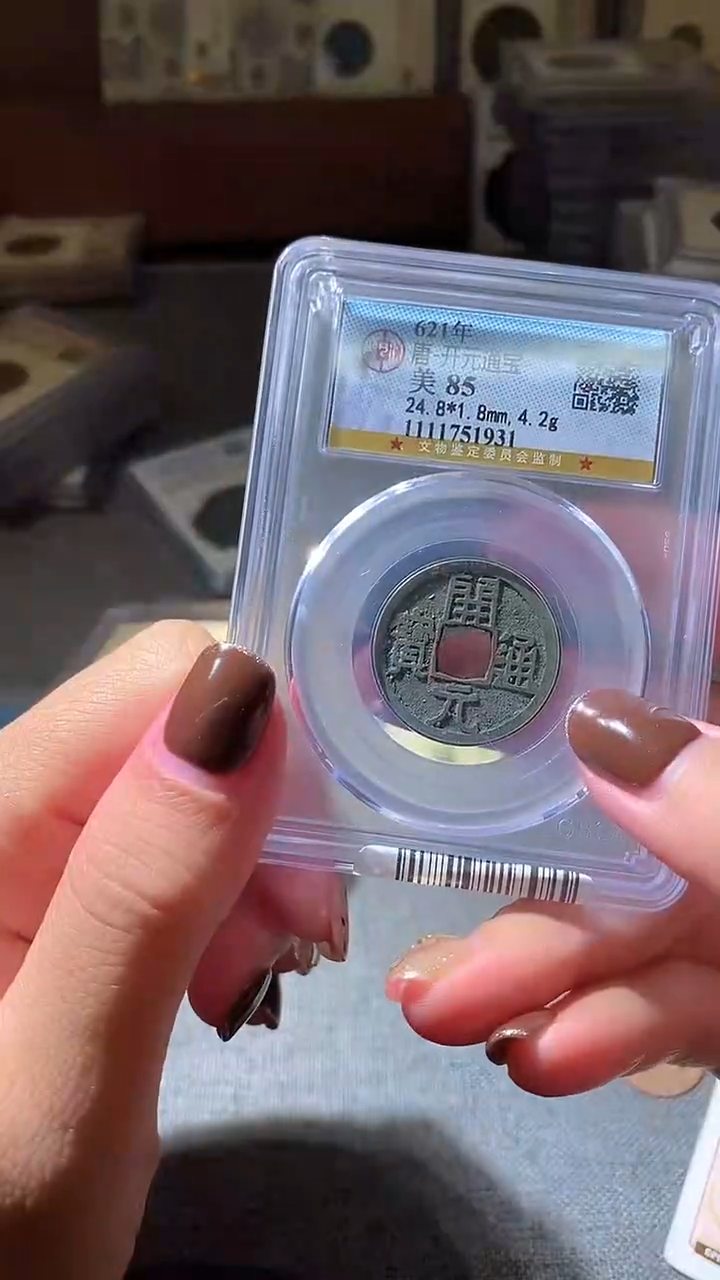 621年
唐·开元通宝
美 85
24.8*1.8mm, 4.2g
1111751931
★ 文物鉴定委员会监制 ★
開
元
通
寶